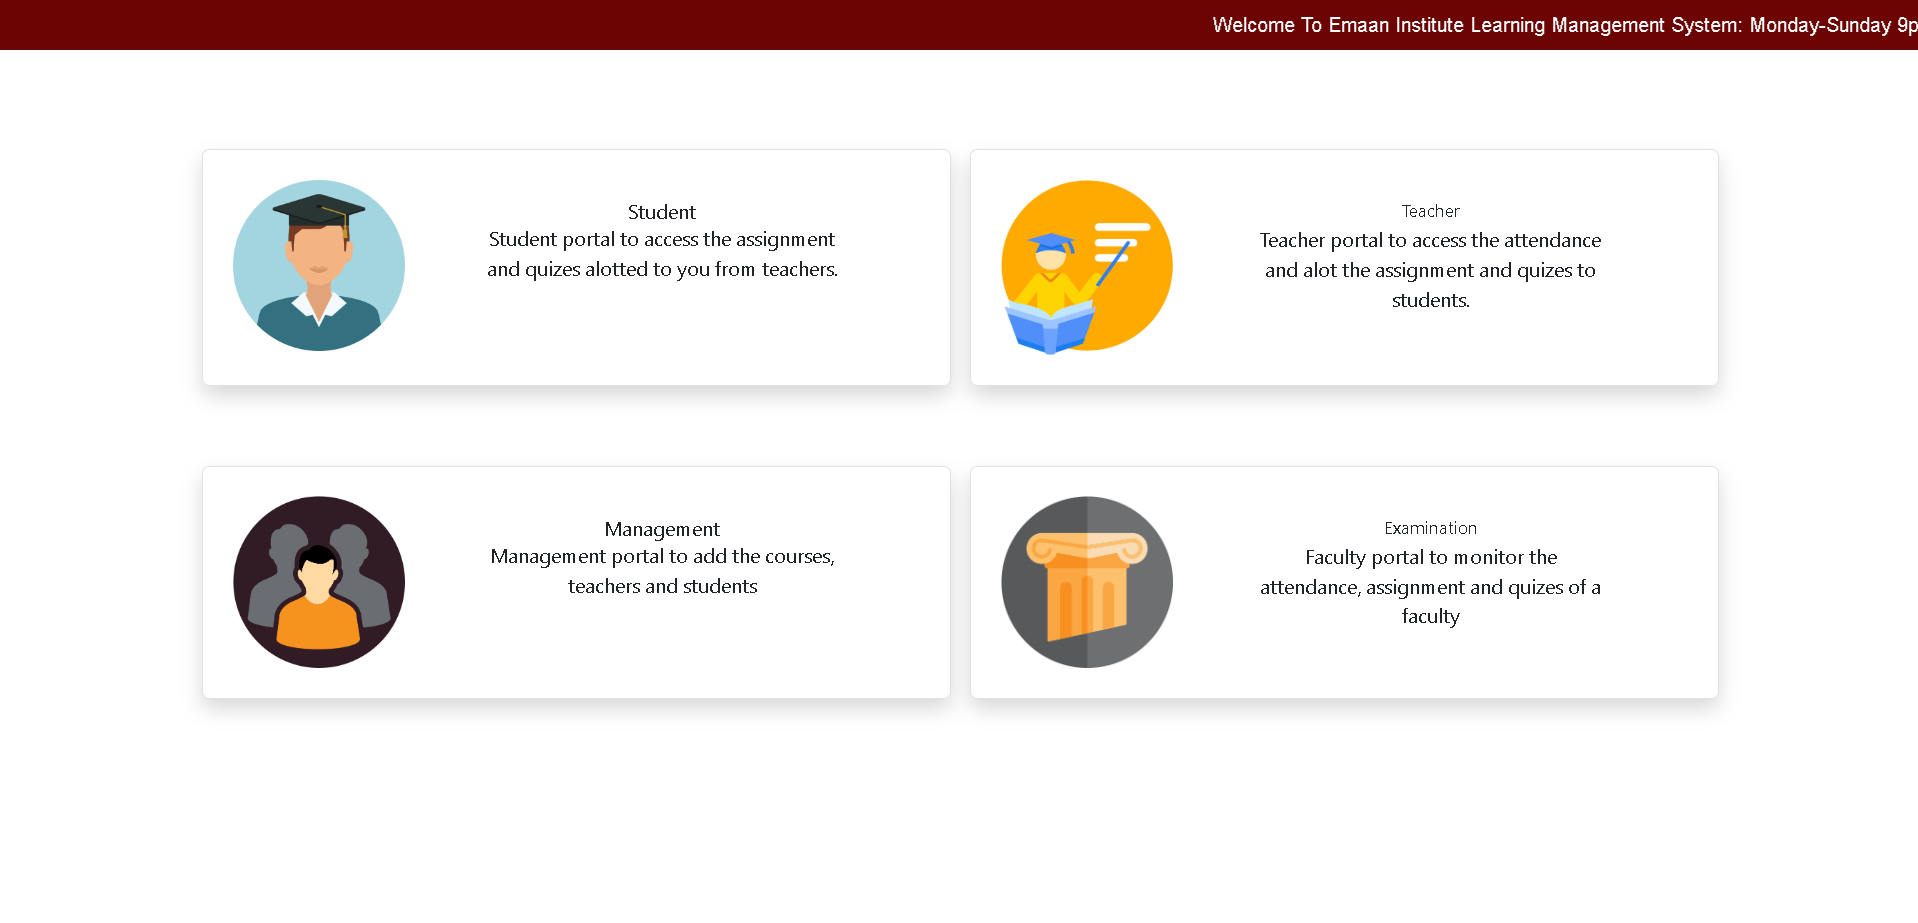 Welcome To Emaan Institute Learning Management System: Monday-Sunday 9p
Student
Student portal to access the assignment
and quizes alotted to you from teachers.
Teacher
Teacher portal to access the attendance
and alot the assignment and quizes to
students.
Management
Management portal to add the courses,
teachers and students
Examination
Faculty portal to monitor the
attendance, assignment and quizes of a
faculty